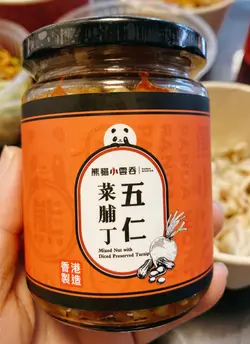 熊貓小雲吞
五仁
菜脯丁
Mixed Nut with
Diced Preserved Turnip
香港
製造